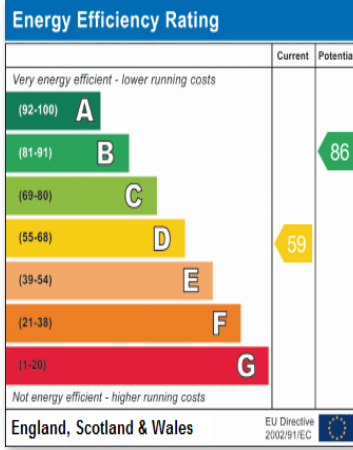 Energy Efficiency Rating
Current Potentia
Very energy efficient - lower running costs
(92-100) A
(81-91) B
86
(69-80) C
(55-68) D
59
(39-54) E
(21-38) F
(1-20) G
Not energy efficient - higher running costs
England, Scotland & Wales
EU Directive
2002/91/EC